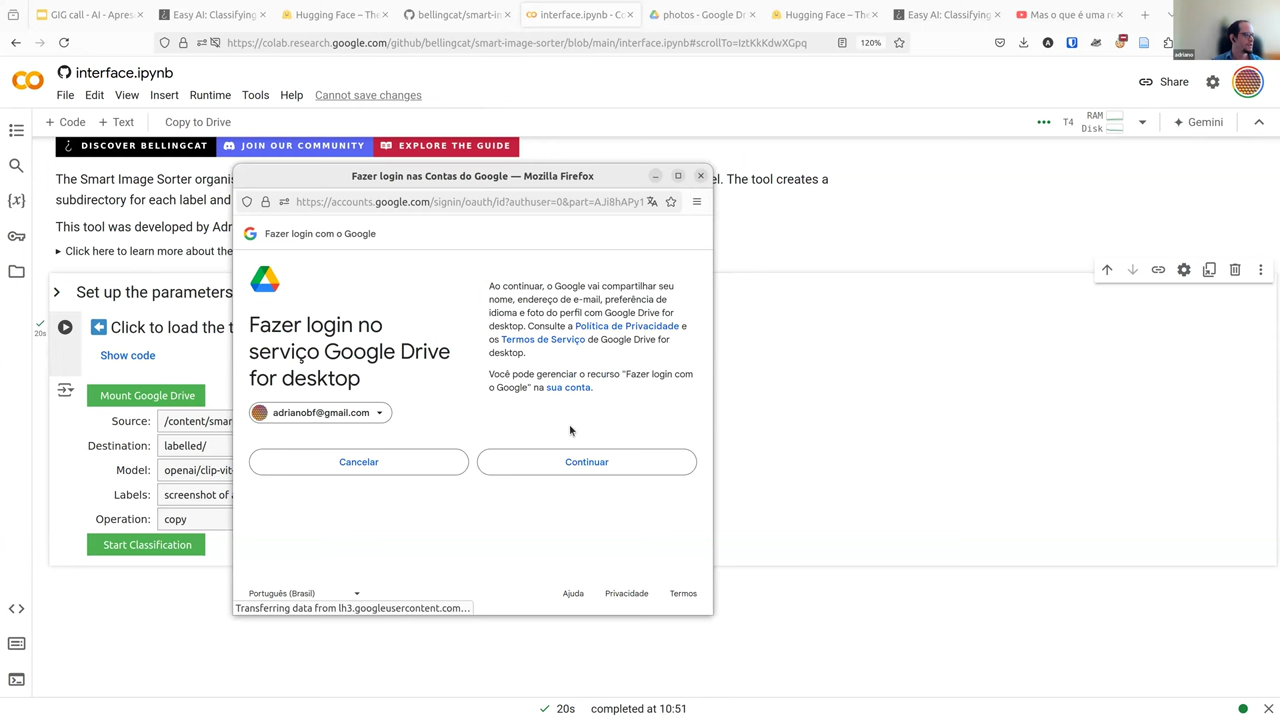 GIG call - AI - Apres
Easy AI: Classifying
Hugging Face – The
bellingcat/smart-in
interface.ipynb - Co
photos - Google Dr
Hugging Face – The
Easy AI: Classifying
Mas o que é uma re
https://colab.research.google.com/github/bellingcat/smart-image-sorter/blob/main/interface.ipynb#scrollTo=IztKkKdwXGpq
120%
adriano
interface.ipynb
Share
File Edit View Insert Runtime Tools Help Cannot save changes
+ Code + Text Copy to Drive
T4 RAM Disk Gemini
DISCOVER BELLINGCAT JOIN OUR COMMUNITY EXPLORE THE GUIDE
The Smart Image Sorter organis
el. The tool creates a
subdirectory for each label and
This tool was developed by Adr
Click here to learn more about the
Set up the parameters
20s
Click to load the t
Show code
Mount Google Drive
Source: /content/smar
Destination: labelled/
Model: openai/clip-vit-
Labels: screenshot of a
Operation: copy
Start Classification
Fazer login nas Contas do Google — Mozilla Firefox
https://accounts.google.com/signin/oauth/id?authuser=0&part=AJi8hAPy1
Fazer login com o Google
Fazer login no
serviço Google Drive
for desktop
adrianobf@gmail.com
Ao continuar, o Google vai compartilhar seu
nome, endereço de e-mail, preferência de
idioma e foto do perfil com Google Drive for
desktop. Consulte a Política de Privacidade e
os Termos de Serviço de Google Drive for
desktop.
Você pode gerenciar o recurso "Fazer login com
o Google" na sua conta.
Cancelar
Continuar
Português (Brasil)
Ajuda Privacidade Termos
Transferring data from lh3.googleusercontent.com…
20s completed at 10:51